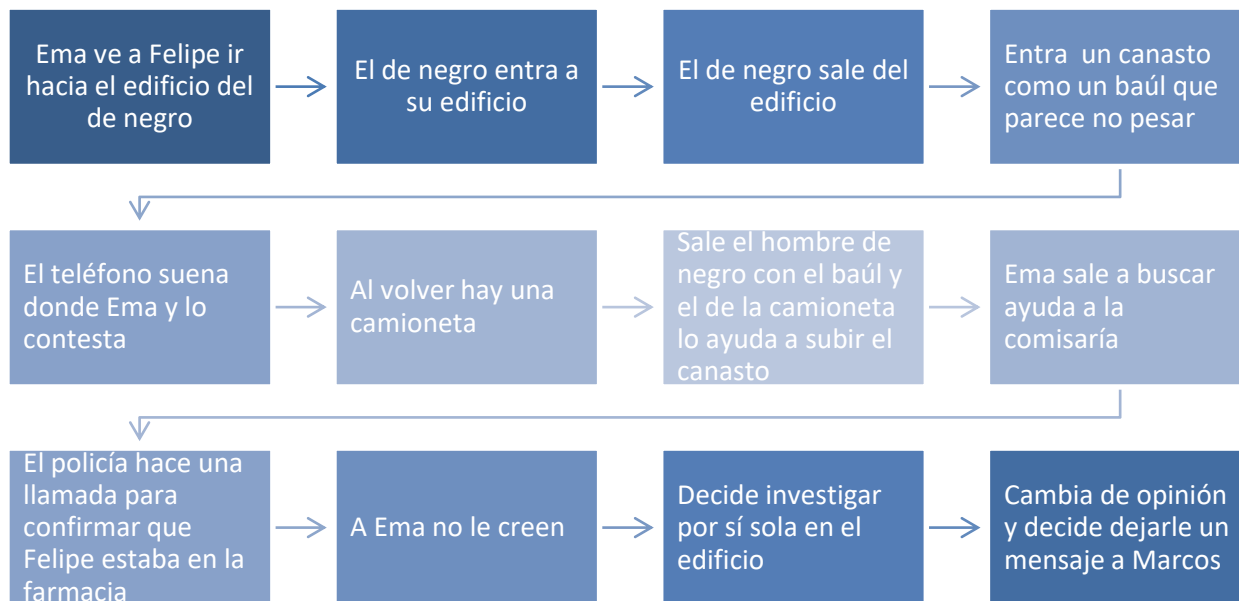 Ema ve a Felipe ir
hacia el edificio del
de negro
El de negro entra a
su edificio
El de negro sale del
edificio
Entra un canasto
como un baúl que
parece no pesar
El teléfono suena
donde Ema y lo
contesta
Al volver hay una
camioneta
Sale el hombre de
negro con el baúl y
el de la camioneta
lo ayuda a subir el
canasto
Ema sale a buscar
ayuda a la
comisaría
El policía hace una
llamada para
confirmar que
Felipe estaba en la
farmacia
A Ema no le creen
Decide investigar
por sí sola en el
edificio
Cambia de opinión
y decide dejarle un
mensaje a Marcos